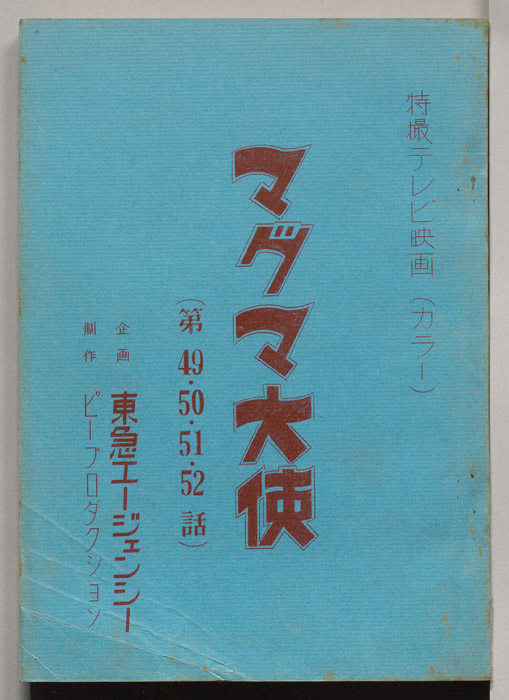 特撮テレビ映画（カラー）
マグマ大使
（第49・50・51・52話）
企画 東急エージェンシー
制作 ピープロダクション